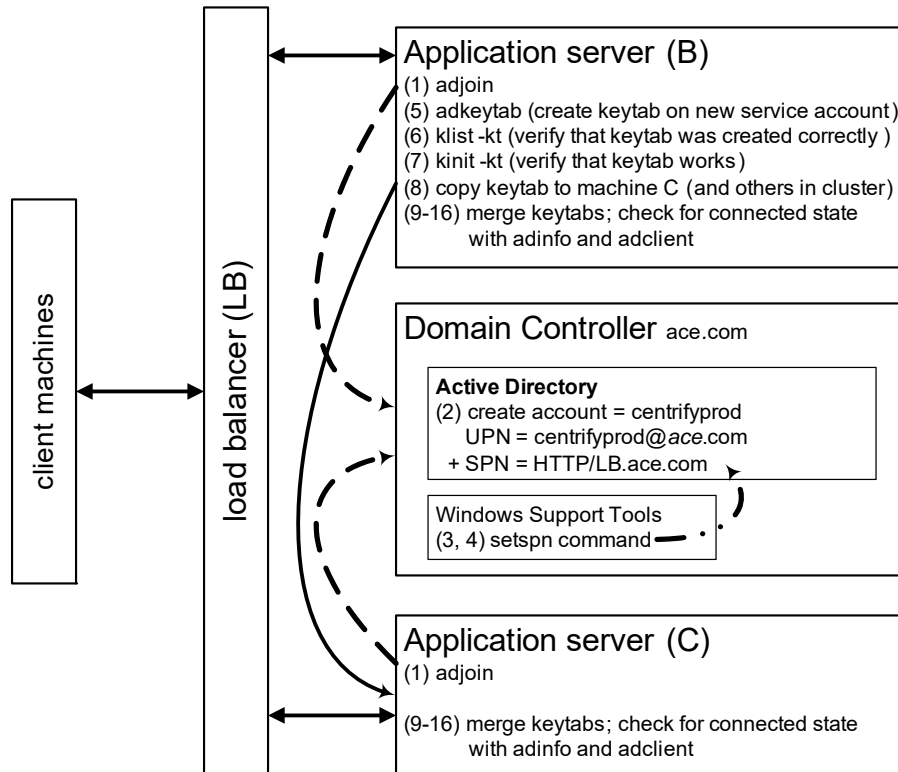 client machines
load balancer (LB)
Application server (B)
(1) adjoin
(5) adkeytab (create keytab on new service account)
(6) klist -kt (verify that keytab was created correctly )
(7) kinit -kt (verify that keytab works)
(8) copy keytab to machine C (and others in cluster)
(9-16) merge keytabs; check for connected state
with adinfo and adclient
Domain Controller ace.com
Active Directory
(2) create account = centrifyprod
UPN = centrifyprod@ace.com
+ SPN = HTTP/LB.ace.com
Windows Support Tools
(3, 4) setspn command
Application server (C)
(1) adjoin
(9-16) merge keytabs; check for connected state
with adinfo and adclient